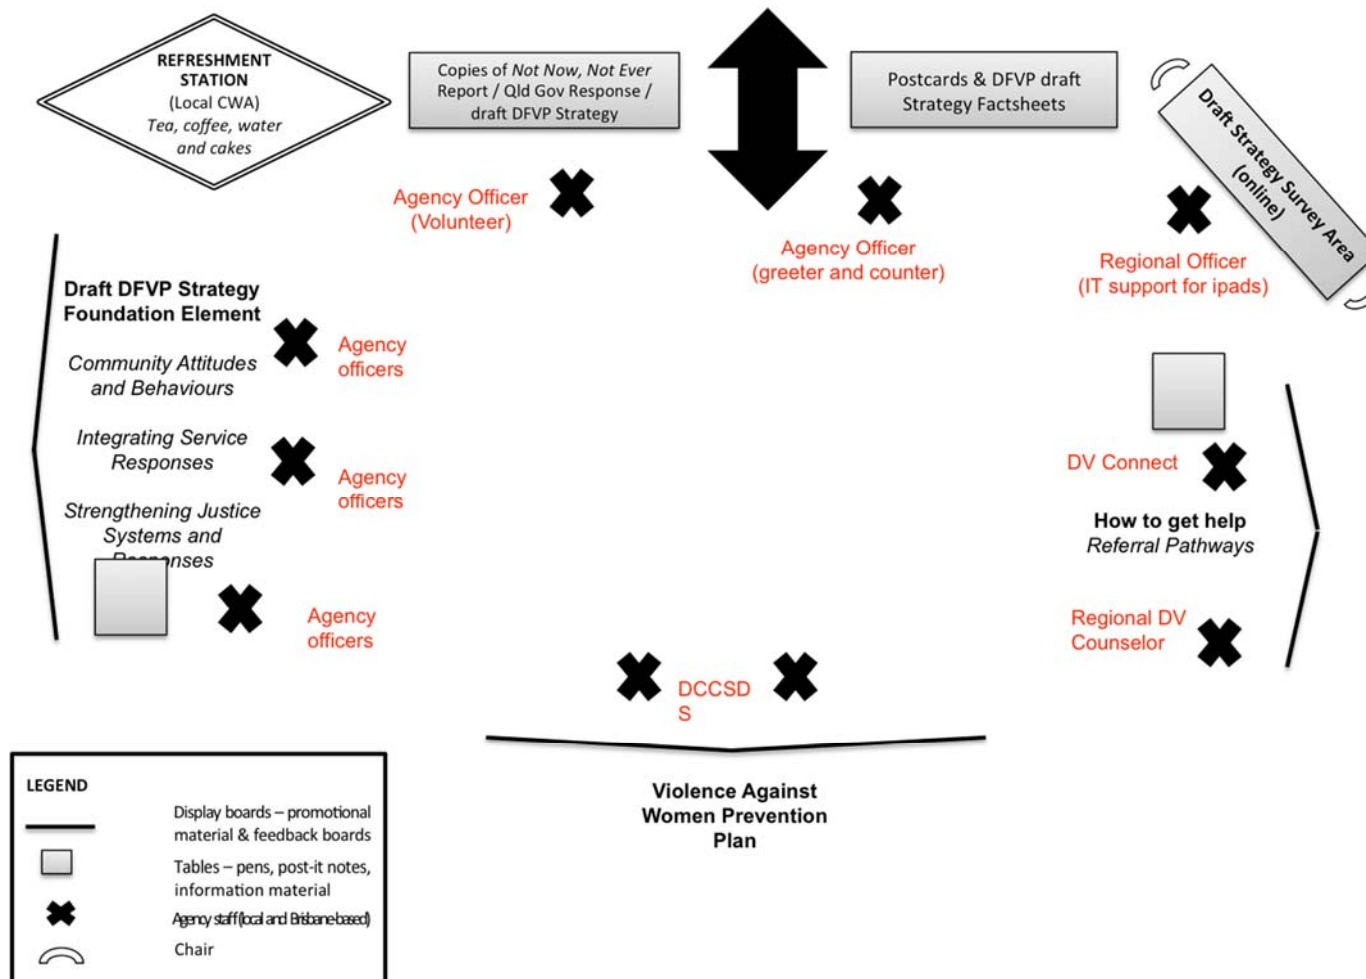 REFRESHMENT
STATION
(Local CWA)
Tea, coffee, water
and cakes
Copies of Not Now, Not Ever
Report / Qld Gov Response /
draft DFVP Strategy
Postcards & DFVP draft
Strategy Factsheets
Draft Strategy Survey Area
(online)
Agency Officer
(Volunteer)
Agency Officer
(greeter and counter)
Regional Officer
(IT support for ipads)
Draft DFVP Strategy
Foundation Element
Community Attitudes
and Behaviours
Integrating Service
Responses
Strengthening Justice
Systems and
Responses
Agency
officers
Agency
officers
Agency
officers
DV Connect
How to get help
Referral Pathways
Regional DV
Counselor
DCCSD
S
Violence Against
Women Prevention
Plan
LEGEND
Display boards – promotional
material & feedback boards
Tables – pens, post-it notes,
information material
Agency staff (local and Brisbane-based)
Chair